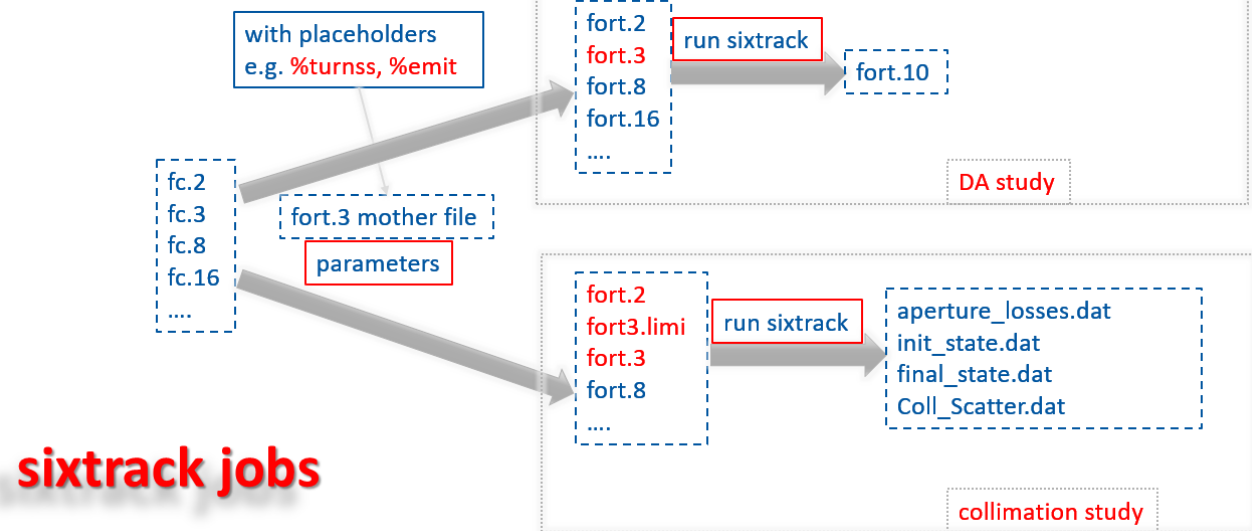 with placeholders
e.g. %turnss, %emit
fort.2
fort.3
fort.8
fort.16
....
run sixtrack
fort.10
DA study
fc.2
fc.3
fc.8
fc.16
....
fort.3 mother file
parameters
fort.2
fort3.limi
fort.3
fort.8
....
run sixtrack
aperture_losses.dat
init_state.dat
final_state.dat
Coll_Scatter.dat
collimation study
sixtrack jobs